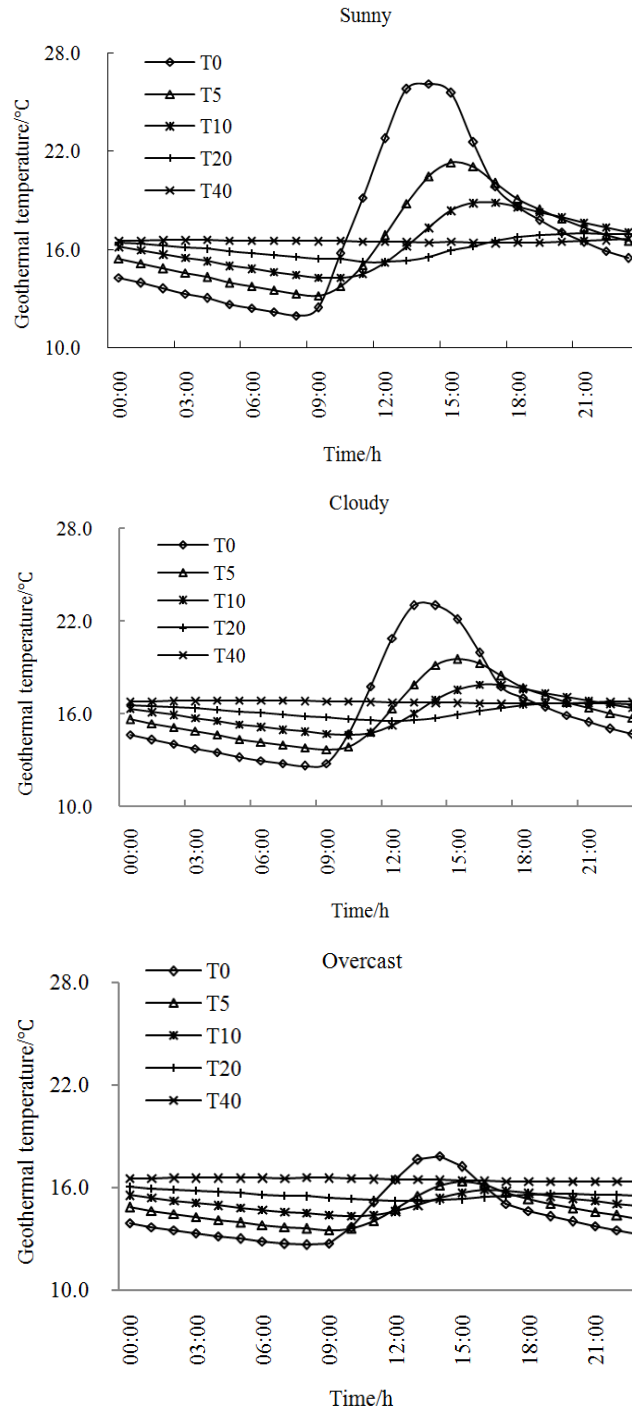 Sunny
28.0
22.0
16.0
10.0
Geothermal temperature/°C
T0
T5
T10
T20
T40
00:00
03:00
06:00
09:00
12:00
15:00
18:00
21:00
Time/h
Cloudy
28.0
22.0
16.0
10.0
Geothermal temperature/°C
T0
T5
T10
T20
T40
00:00
03:00
06:00
09:00
12:00
15:00
18:00
21:00
Time/h
Overcast
28.0
22.0
16.0
10.0
Geothermal temperature/°C
T0
T5
T10
T20
T40
00:00
03:00
06:00
09:00
12:00
15:00
18:00
21:00
Time/h